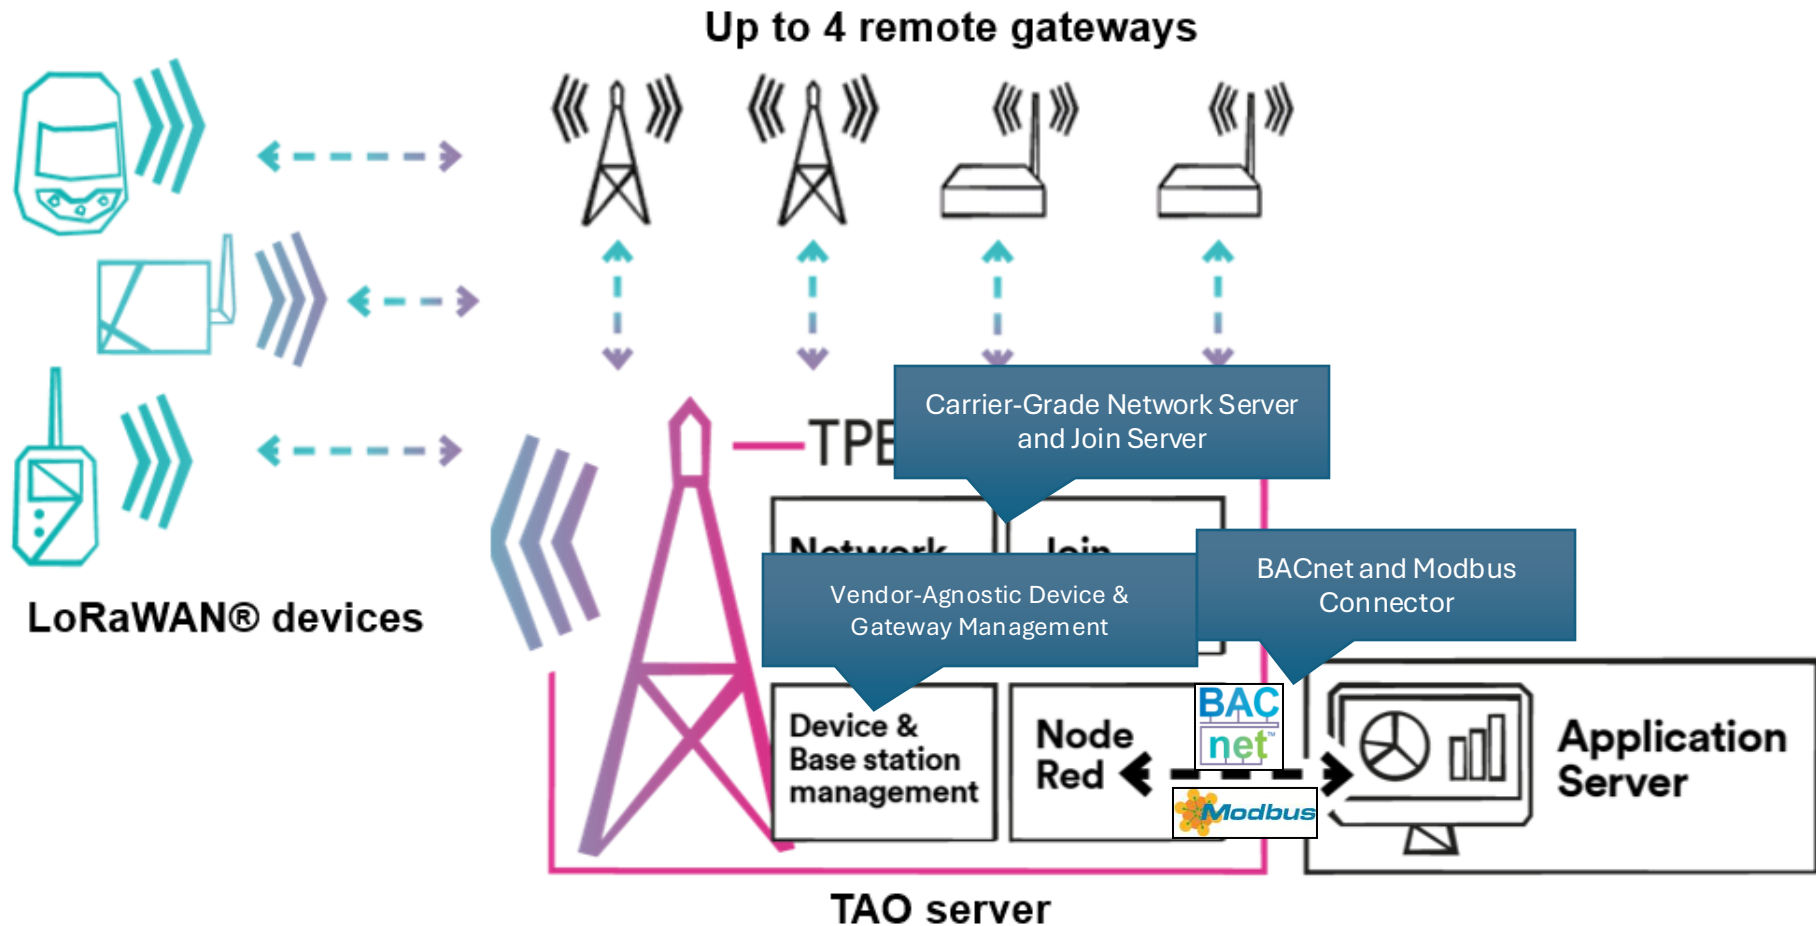 Up to 4 remote gateways
LoRaWAN® devices
TPE
Carrier-Grade Network Server
and Join Server
Network
Join
Vendor-Agnostic Device &
Gateway Management
BACnet and Modbus
Connector
Device &
Base station
management
Node
Red
BAC
net™
Modbus
Application
Server
TAO server